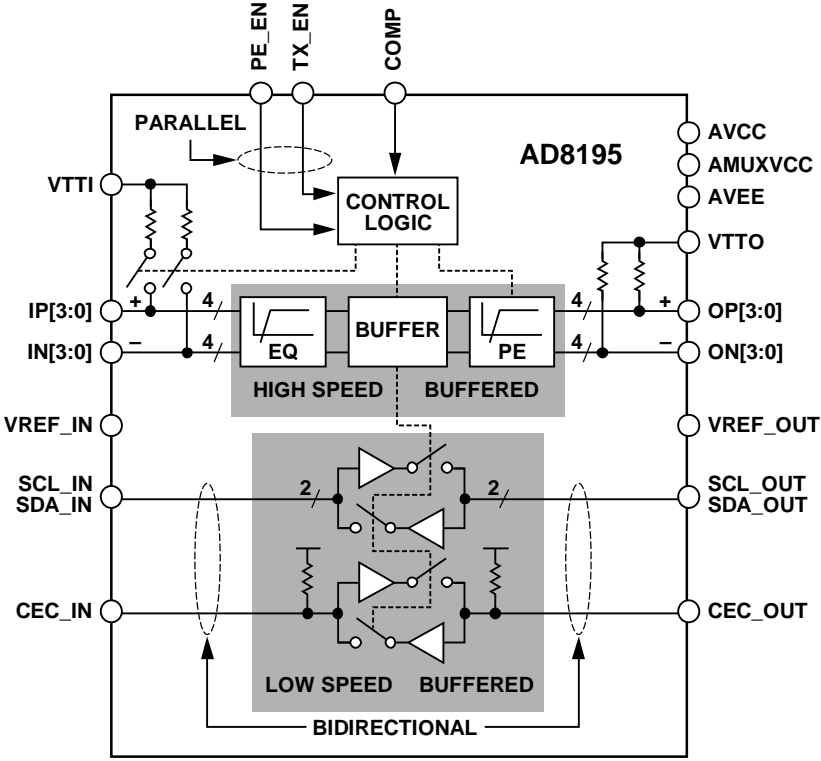 PE_EN
TX_EN
COMP
PARALLEL
AD8195
AVCC
AMUXVCC
AVEE
VTTI
CONTROL
LOGIC
VTTO
IP[3:0]
+
4
4
+
OP[3:0]
BUFFER
IN[3:0]
–
4
EQ
PE
4
–
ON[3:0]
HIGH SPEED
BUFFERED
VREF_IN
VREF_OUT
SCL_IN
SDA_IN
2
2
SCL_OUT
SDA_OUT
CEC_IN
CEC_OUT
LOW SPEED
BUFFERED
BIDIRECTIONAL